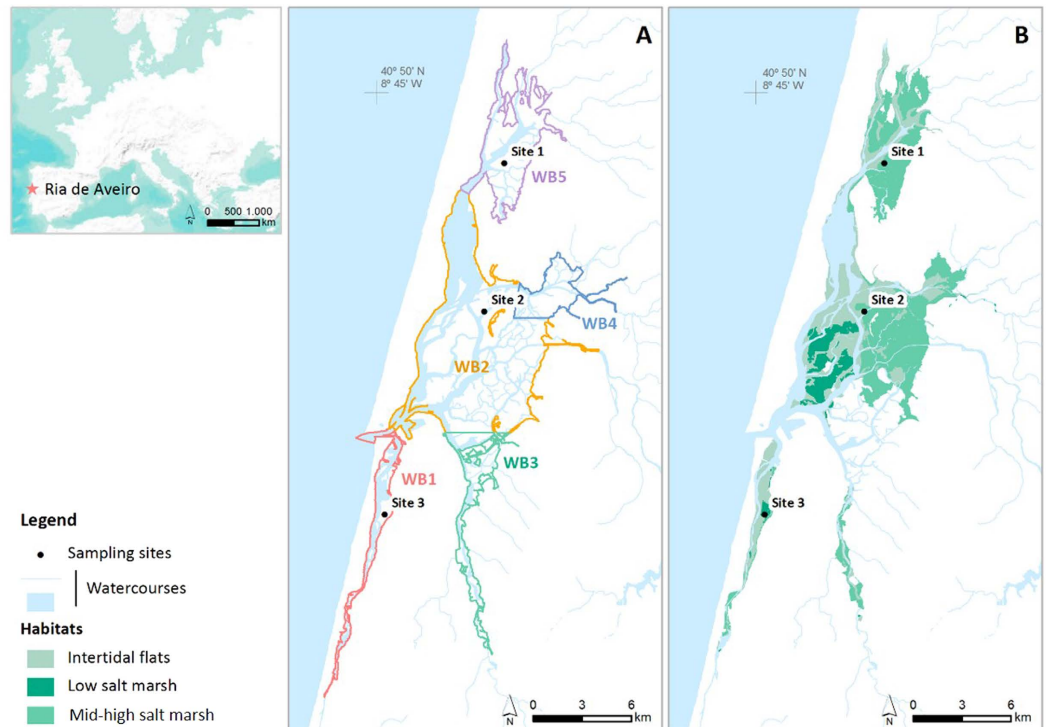 Ria de Aveiro
0 500 1.000
km
N
Legend
Sampling sites
Watercourses
Habitats
Intertidal flats
Low salt marsh
Mid-high salt marsh
A
40° 50' N
8° 45' W
Site 1
WB5
Site 2
WB4
WB2
WB3
WB1
Site 3
N
0 3 6
km
B
40° 50' N
8° 45' W
Site 1
Site 2
Site 3
N
0 3 6
km